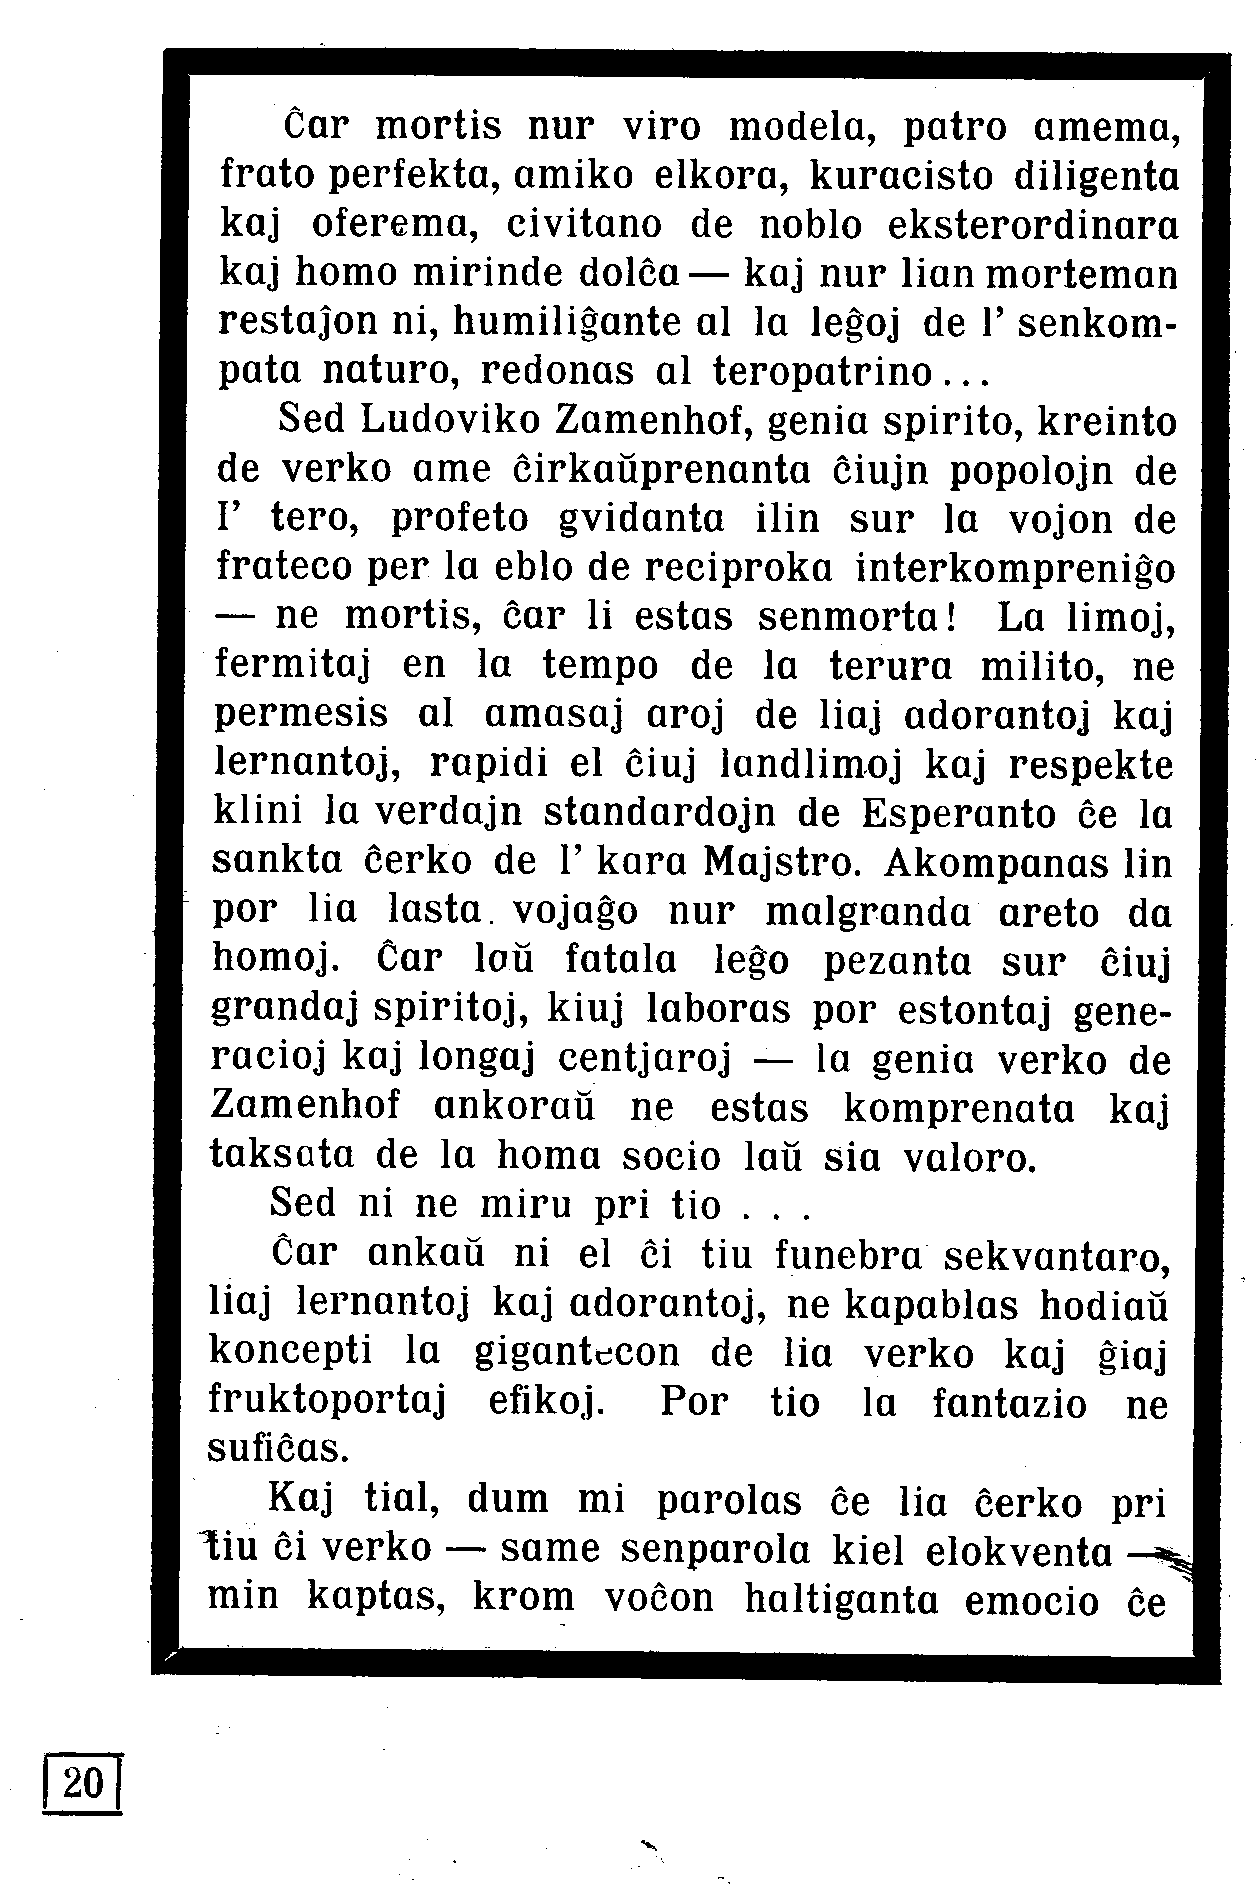 Ĉar mortis nur viro modela, patro amema,
frato perfekta, amiko elkora, kuracisto diligenta
kaj oferema, civitano de noblo eksterordinara
kaj homo mirinde dolĉa — kaj nur lian morteman
restaĵon ni, humiliĝante al la leĝoj de l’ senkom-
pata naturo, redonas al teropatrino ...
Sed Ludoviko Zamenhof, genia spirito, kreinto
de verko ame ĉirkaŭprenanta ĉiujn popolojn de
l’ tero, profeto gvidanta ilin sur la vojon de
frateco per la eblo de reciproka interkompreniĝo
— ne mortis, ĉar li estas senmorta! La limoj,
fermitaj en la tempo de la terura milito, ne
permesis al amasaj aroj de liaj adorantoj kaj
lernantoj, rapidi el ĉiuj landlimoj kaj respekte
klini la verdajn standardojn de Esperanto ĉe la
sankta ĉerko de l’ kara Majstro. Akompanas lin
por lia lasta vojaĝo nur malgranda areto da
homoj. Ĉar laŭ fatala leĝo pezanta sur ĉiuj
grandaj spiritoj, kiuj laboras por estontaj gene-
racioj kaj longaj centjaroj — la genia verko de
Zamenhof ankoraŭ ne estas komprenata kaj
taksata de la homa socio laŭ sia valoro.
Sed ni ne miru pri tio . . .
Ĉar ankaŭ ni el ĉi tiu funebra sekvantaro,
liaj lernantoj kaj adorantoj, ne kapablas hodiaŭ
koncepti la gigantecon de lia verko kaj ĝiaj
fruktoportaj efikoj. Por tio la fantazio ne
sufiĉas.
Kaj tial, dum mi parolas ĉe lia ĉerko pri
tiu ĉi verko — same senparola kiel elokventa —
min kaptas, krom voĉon haltiganta emocio ĉe
20